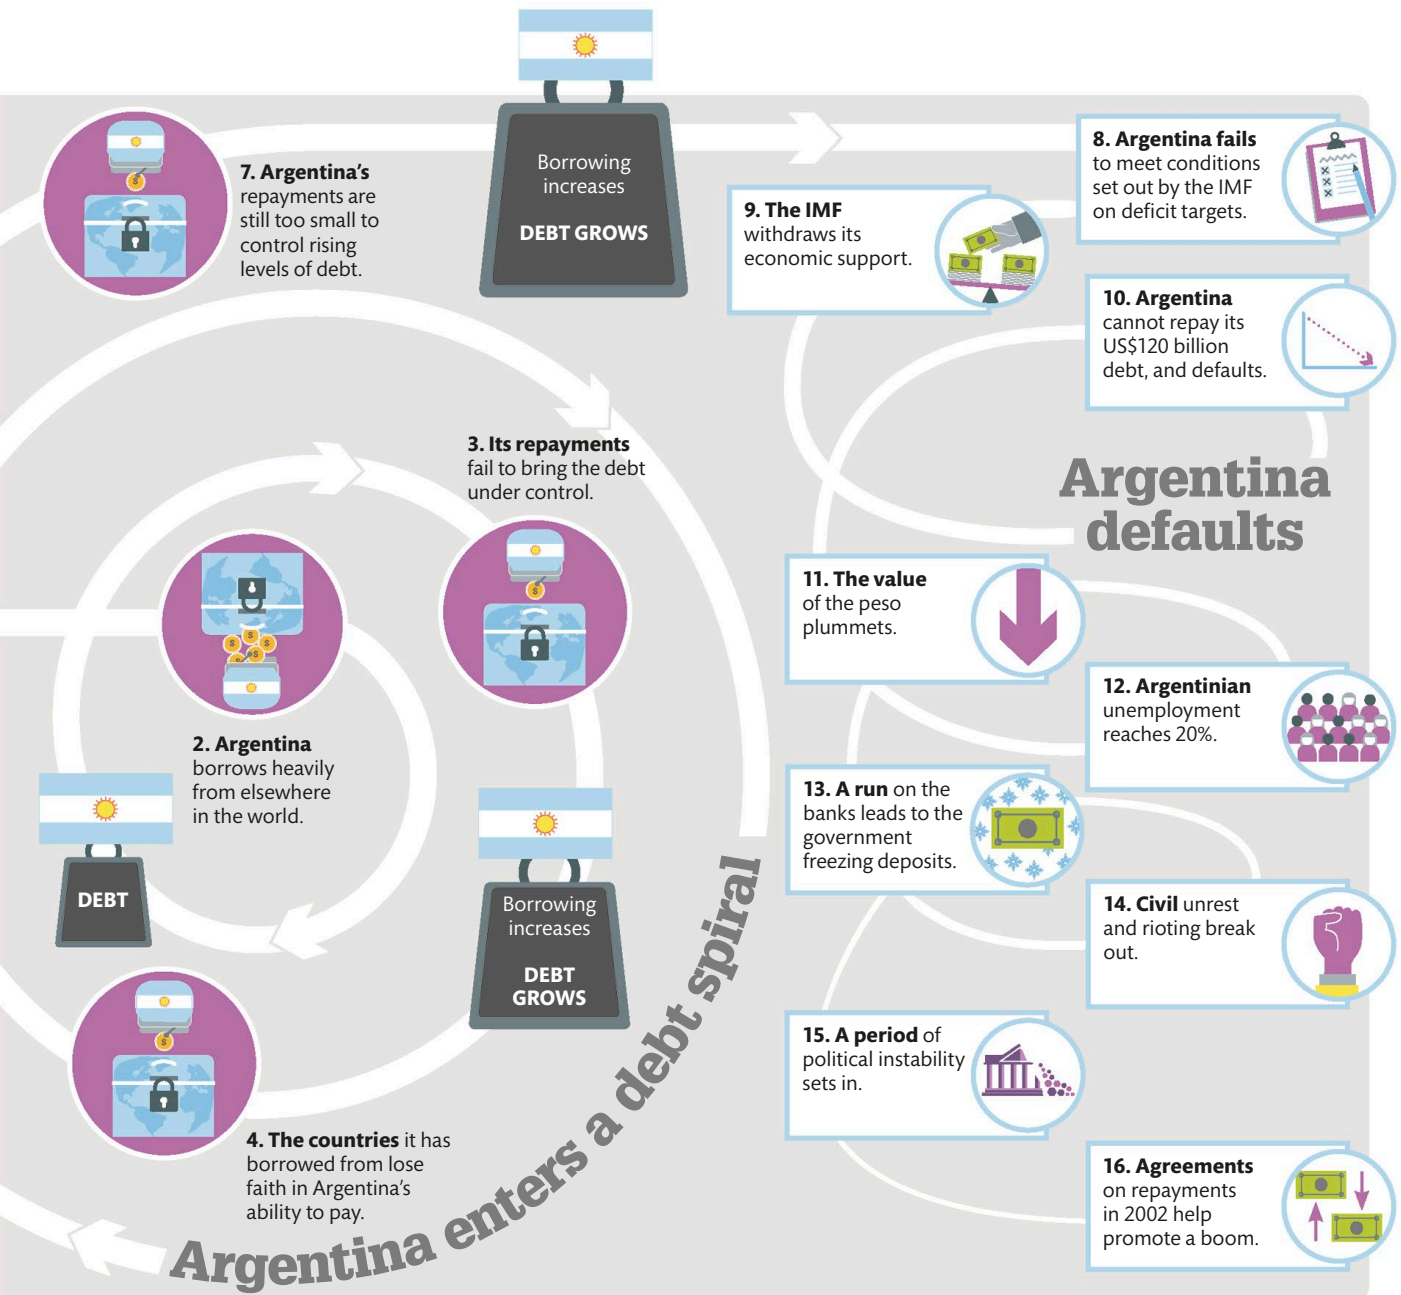 Borrowing
increases
DEBT GROWS
7. Argentina's
repayments are
still too small to
control rising
levels of debt.
8. Argentina fails
to meet conditions
set out by the IMF
on deficit targets.
9. The IMF
withdraws its
economic support.
10. Argentina
cannot repay its
US$120 billion
debt, and defaults.
3. Its repayments
fail to bring the debt
under control.
Argentina
defaults
2. Argentina
borrows heavily
from elsewhere
in the world.
DEBT
Borrowing
increases
DEBT
GROWS
4. The countries it has
borrowed from lose
faith in Argentina's
ability to pay.
Argentina enters a debt spiral
11. The value
of the peso
plummets.
12. Argentinian
unemployment
reaches 20%.
13. A run on the
banks leads to the
government
freezing deposits.
14. Civil unrest
and rioting break
out.
15. A period of
political instability
sets in.
16. Agreements
on repayments
in 2002 help
promote a boom.